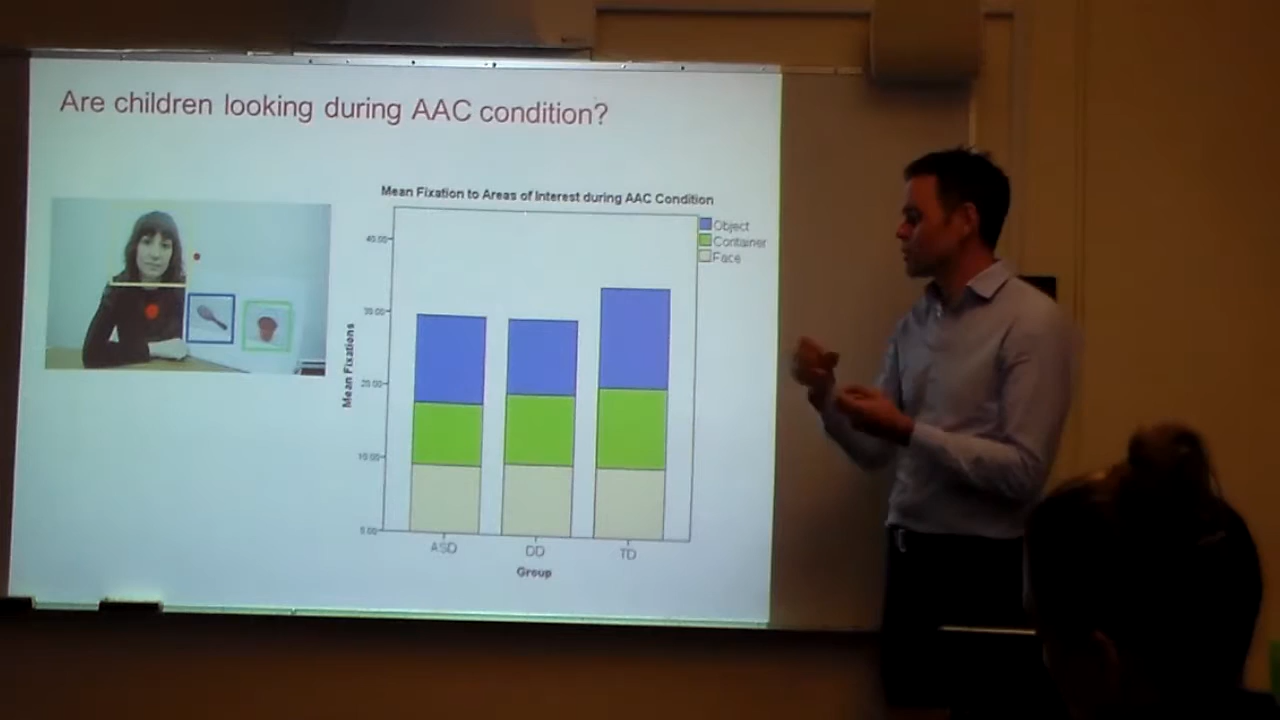 Are children looking during AAC condition?
Mean Fixation to Areas of Interest during AAC Condition
Object
Container
Face
Mean Fixations
40.00
30.00
20.00
10.00
0.00
ASD
DD
TD
Group